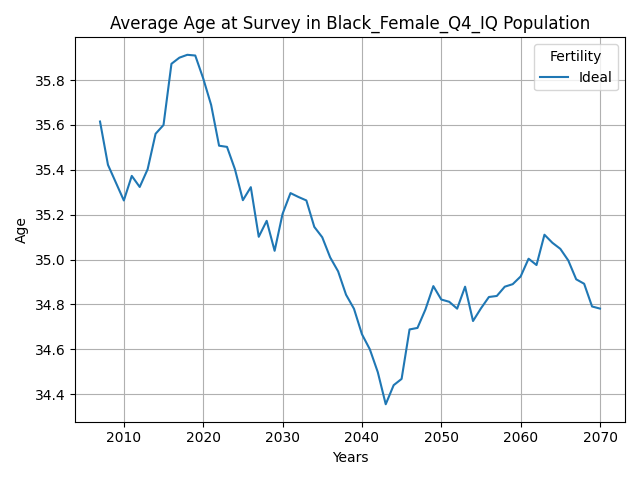 Average Age at Survey in Black_Female_Q4_IQ Population
Fertility
Ideal
35.8
35.6
35.4
35.2
35.0
34.8
34.6
34.4
Age
2010 2020 2030 2040 2050 2060 2070
Years